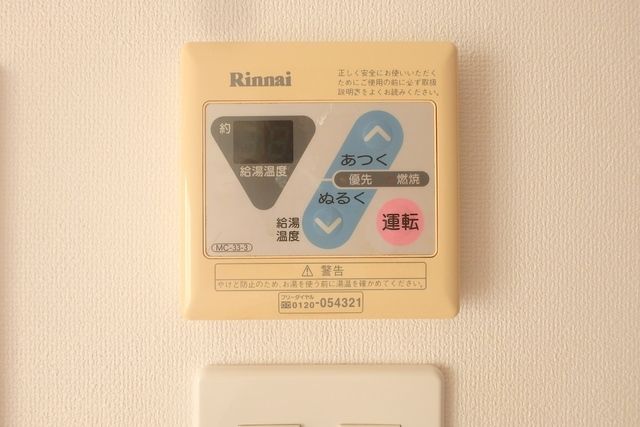 Rinnai
正しく安全にお使いいただく
ためにご使用の前に必ず取扱
説明書をよくお読みください。
約
給湯温度
あつく
優先 燃焼
ぬるく
給湯
温度
運転
MC-33-3
⚠ 警告
やけど防止のため、お湯を使う前に湯温を確かめてください。
フリーダイヤル
0120-054321